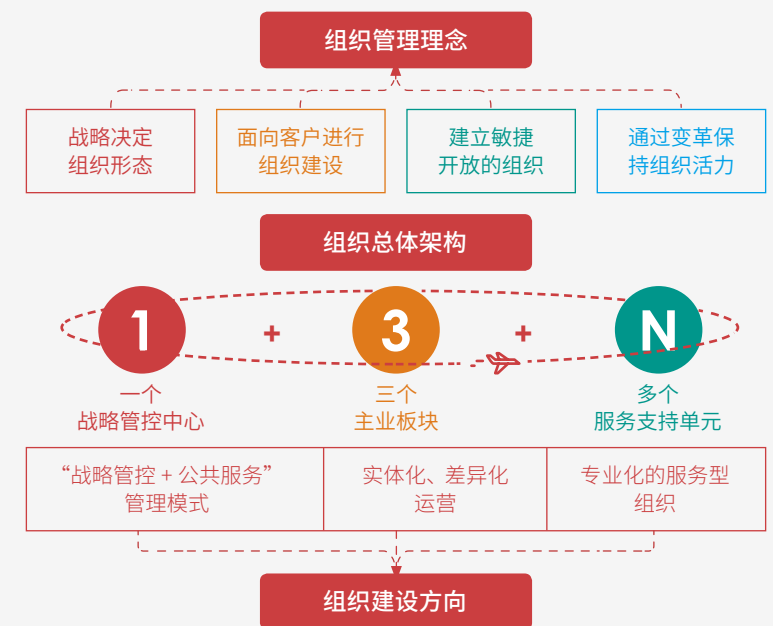 组织管理理念
战略决定
组织形态
面向客户进行
组织建设
建立敏捷
开放的组织
通过变革保
持组织活力
组织总体架构
1 + 3 + N
一个
战略管控中心
三个
主业板块
多个
服务支持单元
“战略管控 + 公共服务”
管理模式
实体化、差异化
运营
专业化的服务型
组织
组织建设方向